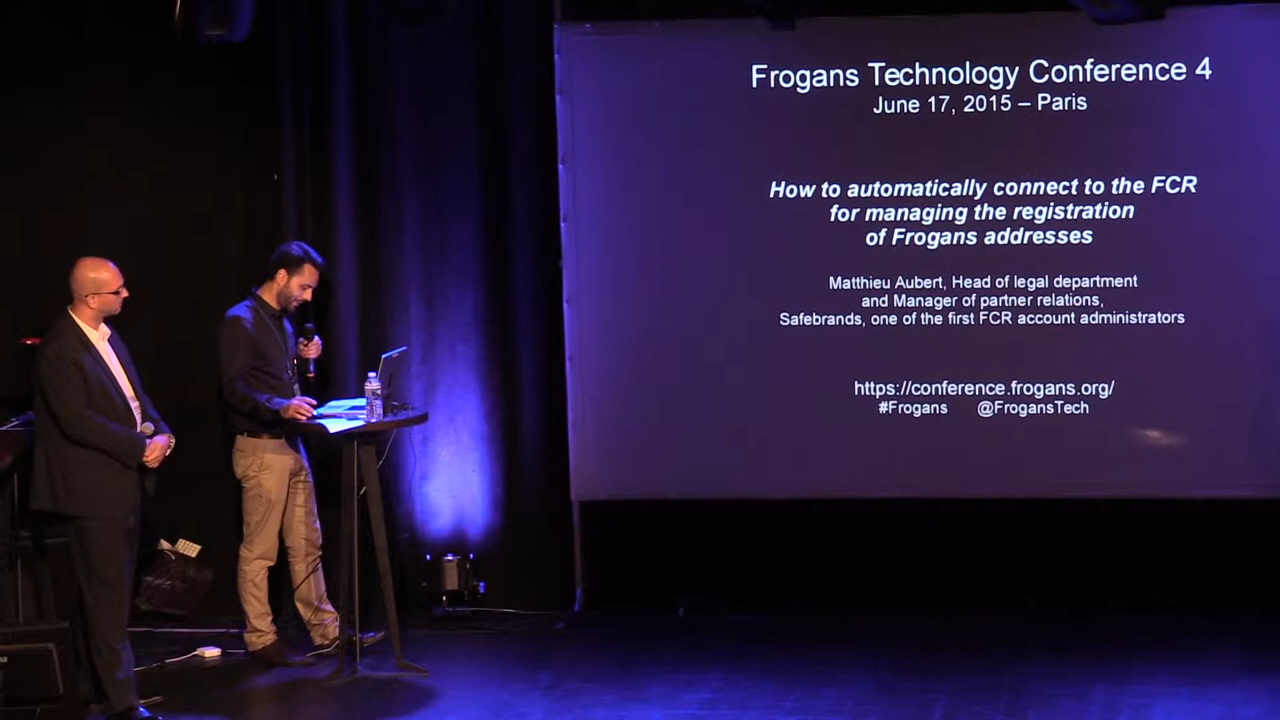 Frogans Technology Conference 4
June 17, 2015 – Paris
How to automatically connect to the FCR
for managing the registration
of Frogans addresses
Matthieu Aubert, Head of legal department
and Manager of partner relations,
Safebrands, one of the first FCR account administrators
https://conference.frogans.org/
#Frogans @FrogansTech